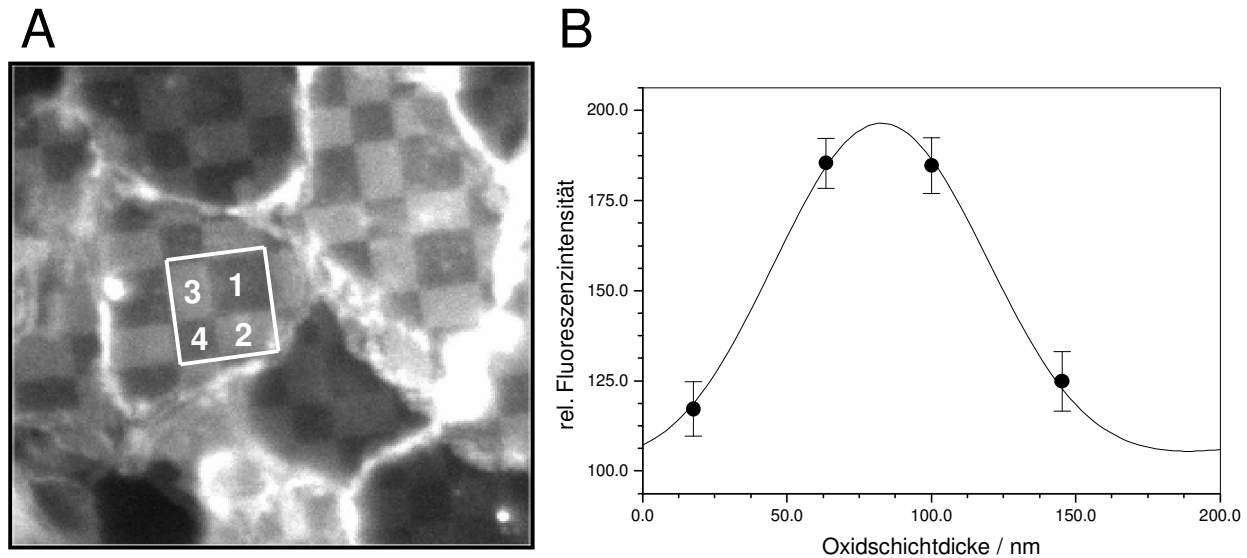 A
3 1
4 2
B
rel. Fluoreszenzintensität
200.0
175.0
150.0
125.0
100.0
0.0 50.0 100.0 150.0 200.0
Oxidschichtdicke / nm